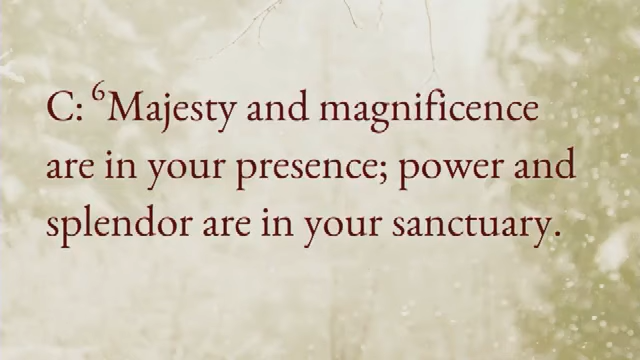 C: ⁶Majesty and magnificence
are in your presence; power and
splendor are in your sanctuary.